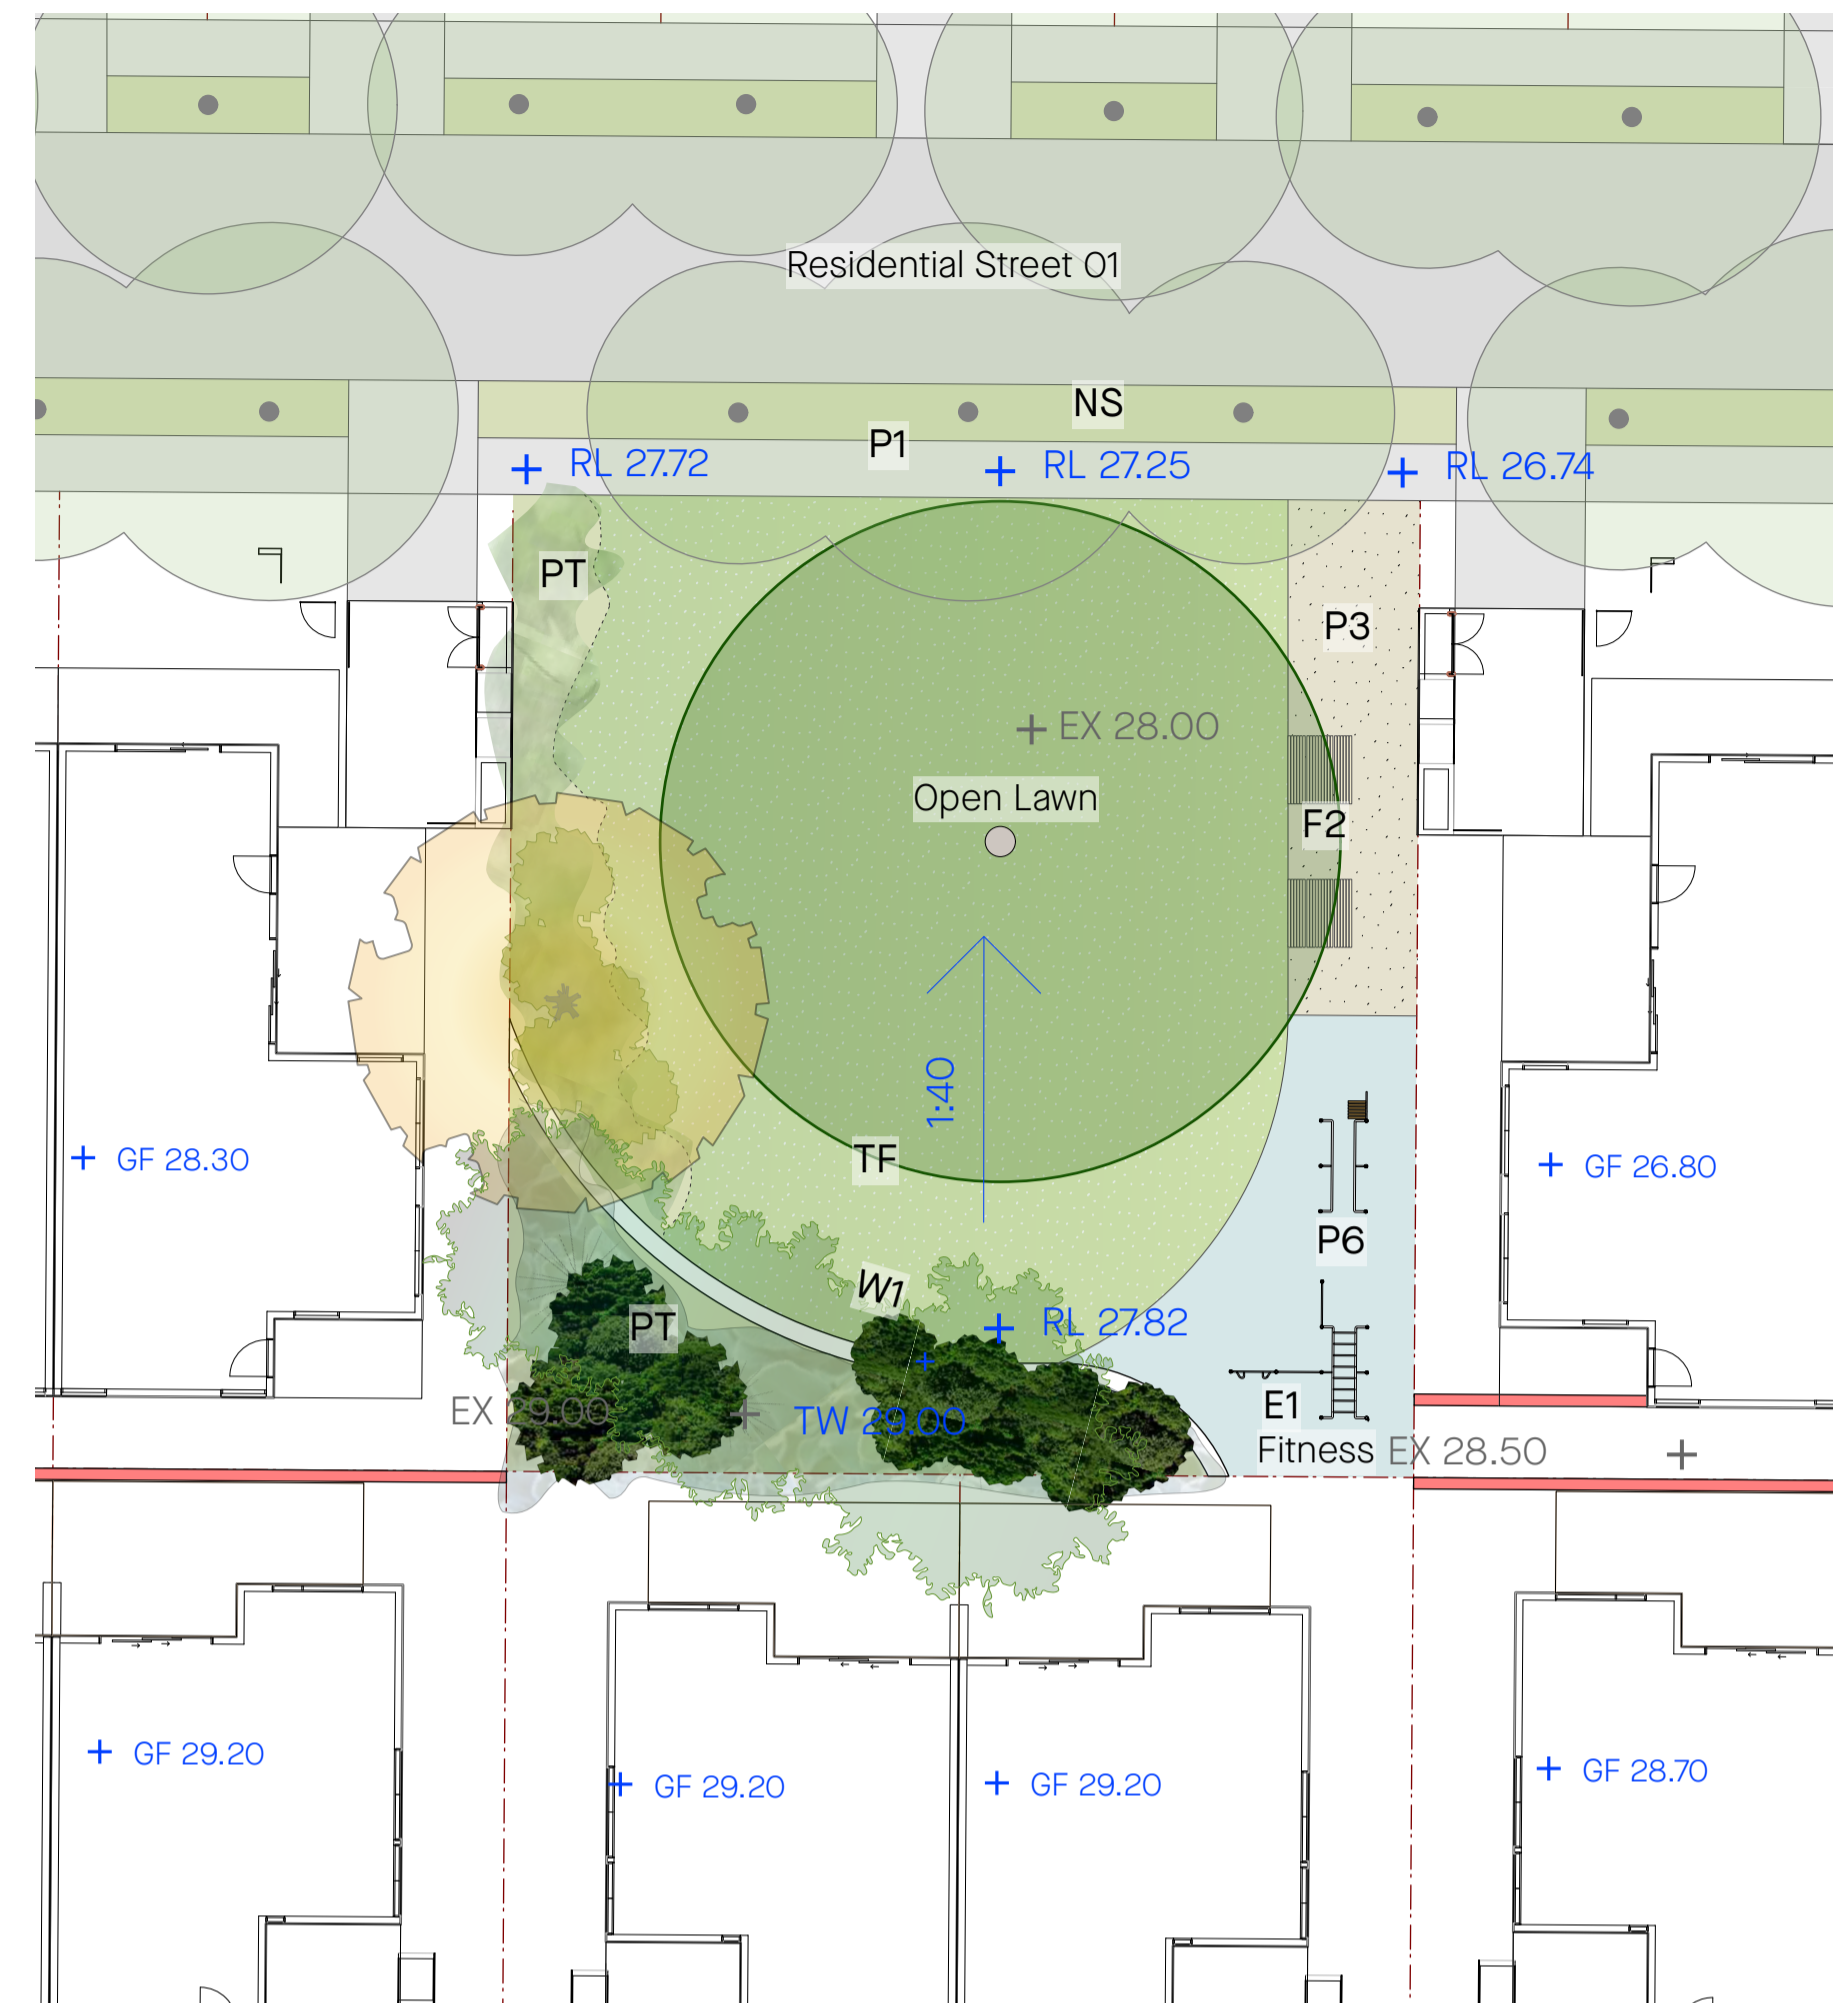 Residential Street 01
NS
P1
RL 27.72
RL 27.25
RL 26.74
PT
P3
EX 28.00
Open Lawn
F2
1:40
TF
GF 28.30
GF 26.80
P6
W1
PT
RL 27.82
EX 29.00
TW 29.00
E1
Fitness
EX 28.50
GF 29.20
GF 29.20
GF 29.20
GF 28.70